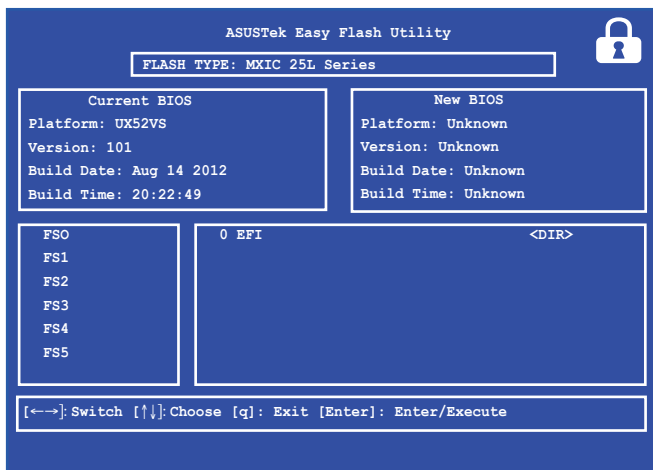 ASUSTek Easy Flash Utility
FLASH TYPE: MXIC 25L Series
Current BIOS
Platform: UX52VS
Version: 101
Build Date: Aug 14 2012
Build Time: 20:22:49
New BIOS
Platform: Unknown
Version: Unknown
Build Date: Unknown
Build Time: Unknown
FSO
FS1
FS2
FS3
FS4
FS5
0 EFI <DIR>
[←→]: Switch [↑↓]: Choose [q]: Exit [Enter]: Enter/Execute